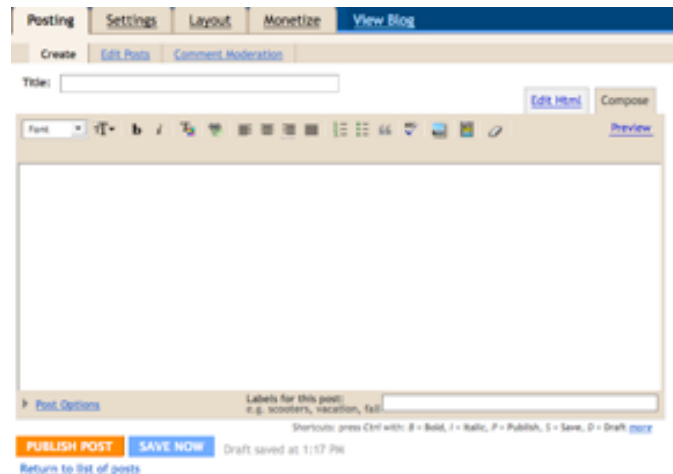 Posting Settings Layout Monetize View Blog
Create Edit Posts Comment Moderation
Title:
Edit Html Compose
Font T b i Preview
Post Options
Labels for this post:
e.g. scooters, vacation, fall
Shortcuts: press Ctrl with: B = Bold, I = Italic, P = Publish, S = Save, D = Draft more
PUBLISH POST SAVE NOW Draft saved at 1:17 PM
Return to list of posts